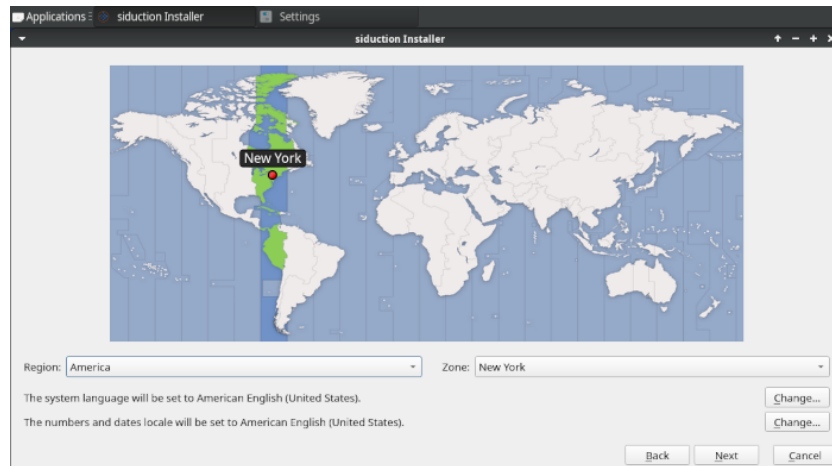 Applications
siduction Installer
Settings
siduction Installer
New York
Region: America
Zone: New York
The system language will be set to American English (United States).
Change...
The numbers and dates locale will be set to American English (United States).
Change...
Back
Next
Cancel